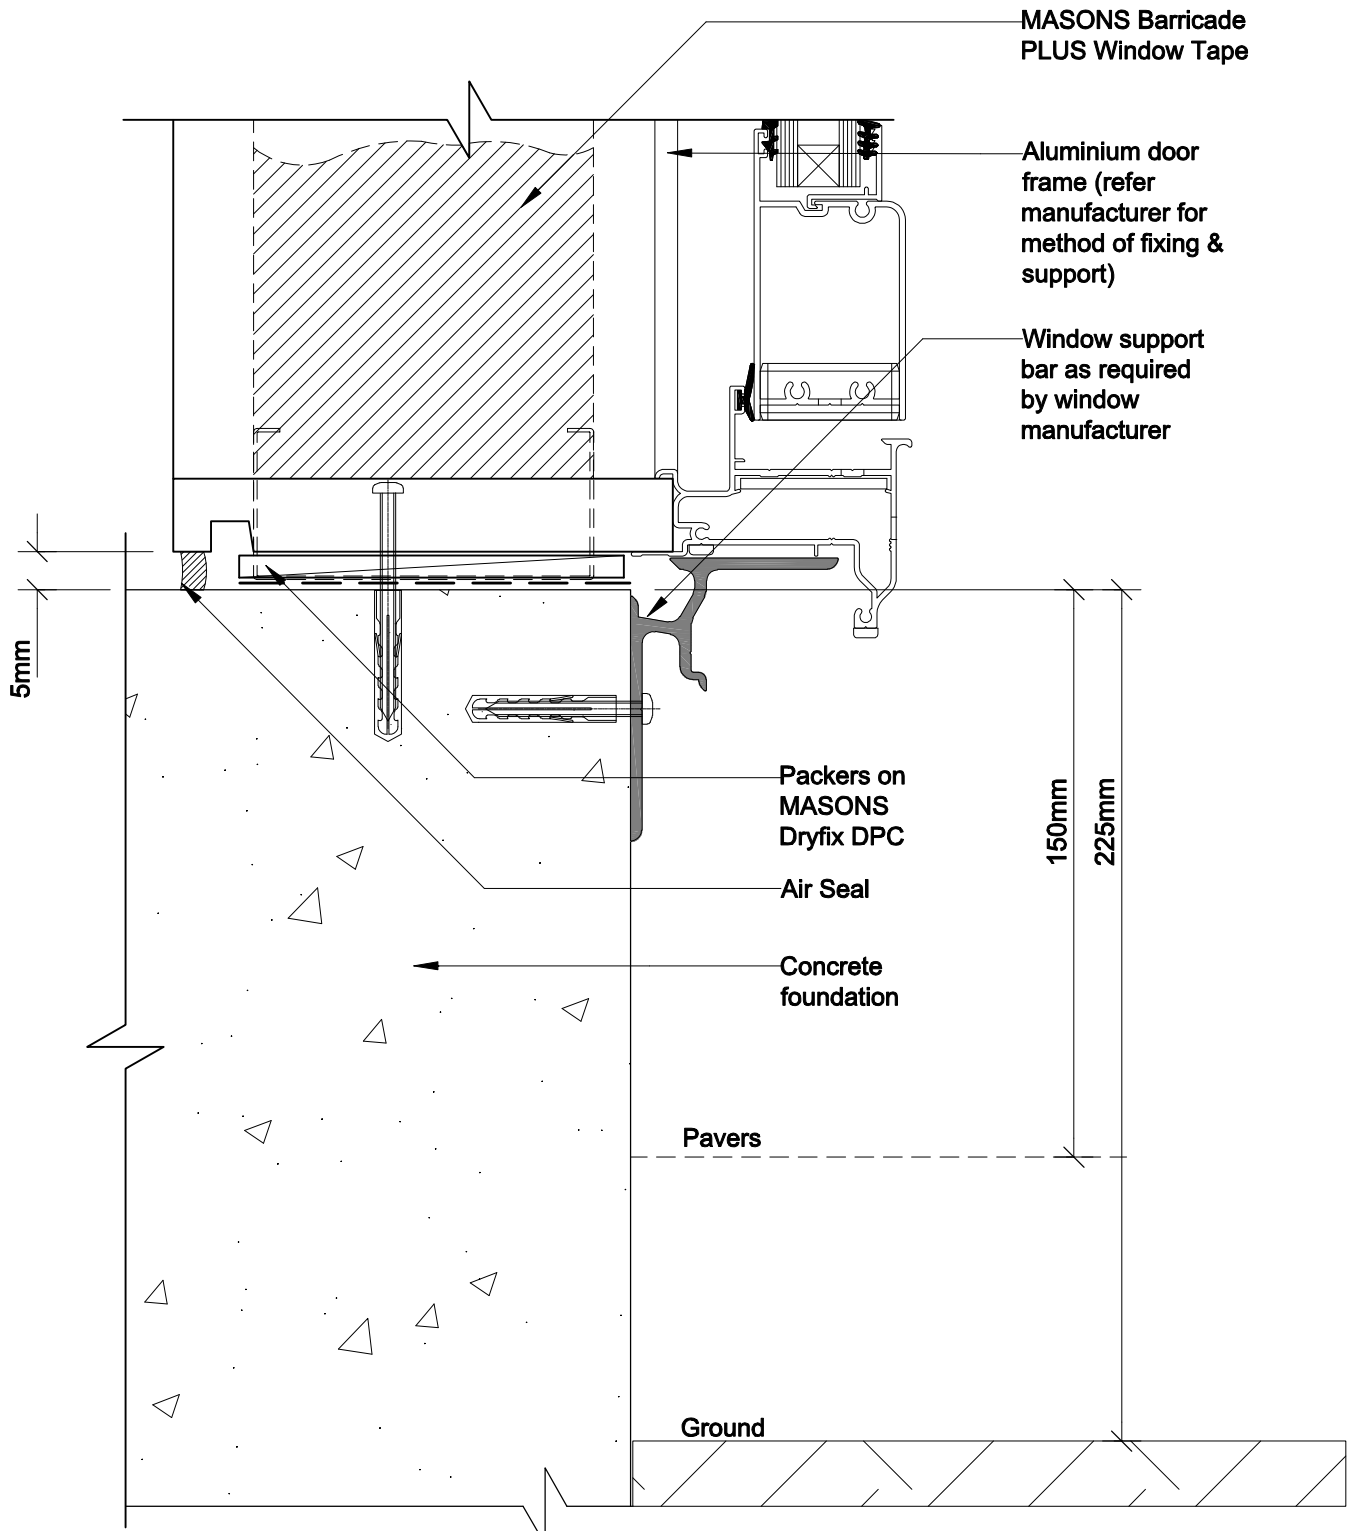 MASONS Barricade
PLUS Window Tape
Aluminium door
frame (refer
manufacturer for
method of fixing &
support)
Window support
bar as required
by window
manufacturer
5mm
Packers on
MASONS
Dryfix DPC
150mm
225mm
Air Seal
Concrete
foundation
Pavers
Ground